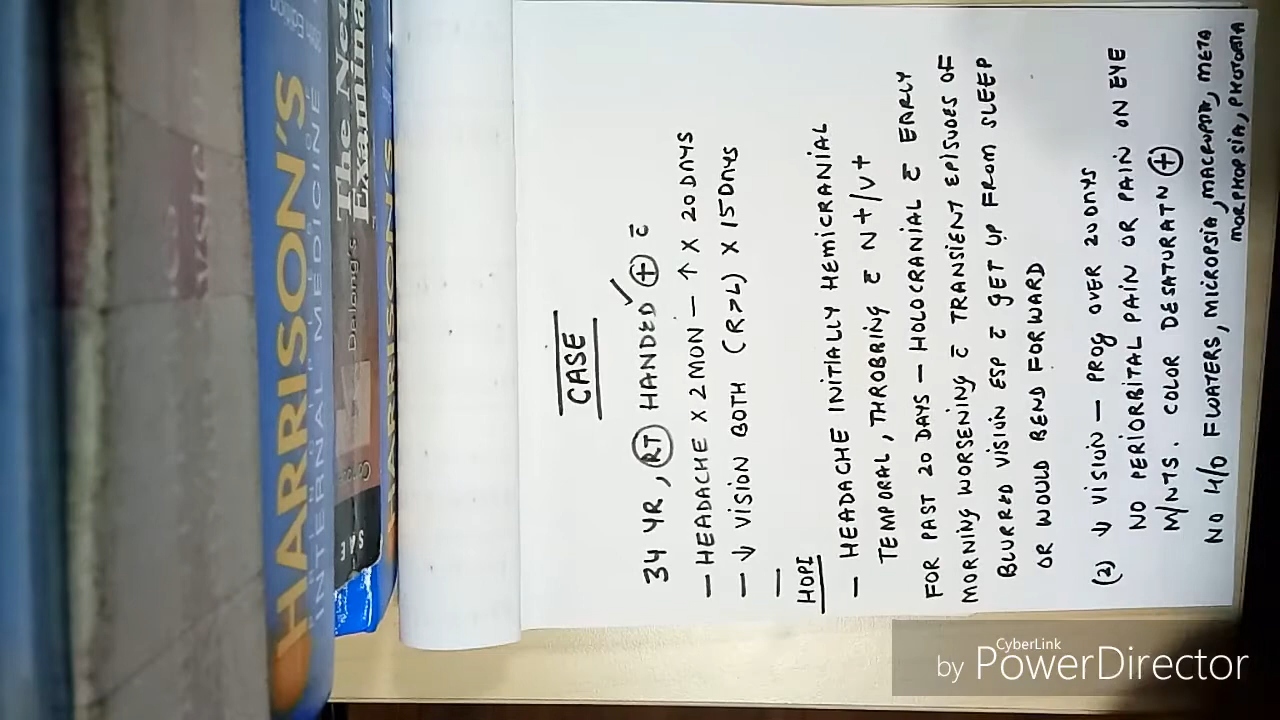 HARRISON'S
INTERNAL MEDICINE
DeJong's
The Neu
Examina
SAE
HARRISON'S
CASE
34 YR, RT HANDED ⊕ c̄
— HEADACHE X 2 MON — ↑ X 20 DAYS
— ↓ VISION BOTH (R>L) X 15 DAYS
—
HOPI
— HEADACHE INITIALLY HEMICRANIAL
TEMPORAL, THROBBING c̄ N+/V+
FOR PAST 20 DAYS — HOLOCRANIAL c̄ EARLY
MORNING WORSENING c̄ TRANSIENT EPISODES OF
BLURRED VISION ESP c̄ GET UP FROM SLEEP
OR WOULD BEND FORWARD
(2) ↓ VISION — PROG OVER 20 DAYS
NO PERIORBITAL PAIN OR PAIN ON EYE
M/NTS. COLOR DESATURATN ⊕
NO H/O FLOATERS, MICROPSIA, MACROPSIA, META
MORPHOPSIA, PHOTOPSIA
CyberLink
by PowerDirector